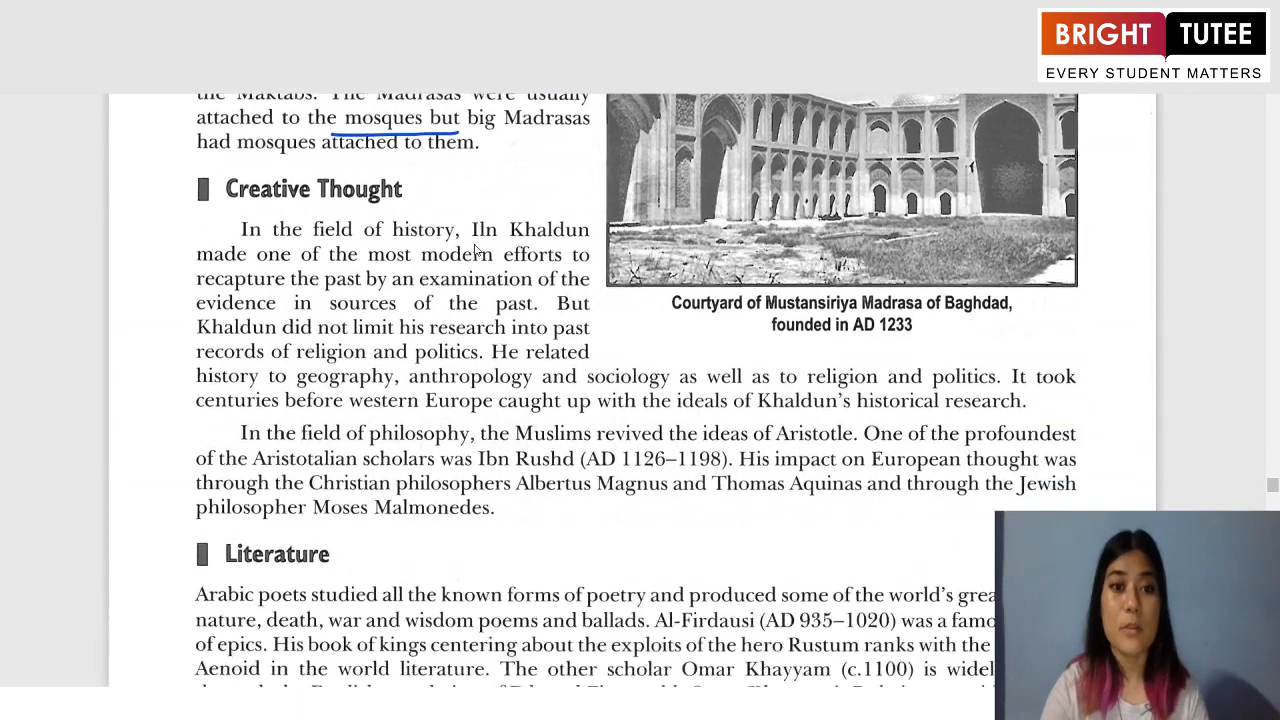 BRIGHT TUTEE
EVERY STUDENT MATTERS
the Maktabs. The Madrasas were usually
attached to the mosques but big Madrasas
had mosques attached to them.
Creative Thought
In the field of history, Iln Khaldun
made one of the most modern efforts to
recapture the past by an examination of the
evidence in sources of the past. But
Khaldun did not limit his research into past
records of religion and politics. He related
history to geography, anthropology and sociology as well as to religion and politics. It took
centuries before western Europe caught up with the ideals of Khaldun's historical research.
Courtyard of Mustansiriya Madrasa of Baghdad,
founded in AD 1233
In the field of philosophy, the Muslims revived the ideas of Aristotle. One of the profoundest
of the Aristotalian scholars was Ibn Rushd (AD 1126–1198). His impact on European thought was
through the Christian philosophers Albertus Magnus and Thomas Aquinas and through the Jewish
philosopher Moses Malmonedes.
Literature
Arabic poets studied all the known forms of poetry and produced some of the world's grea
nature, death, war and wisdom poems and ballads. Al-Firdausi (AD 935–1020) was a famo
of epics. His book of kings centering about the exploits of the hero Rustum ranks with the
Aenoid in the world literature. The other scholar Omar Khayyam (c.1100) is widel